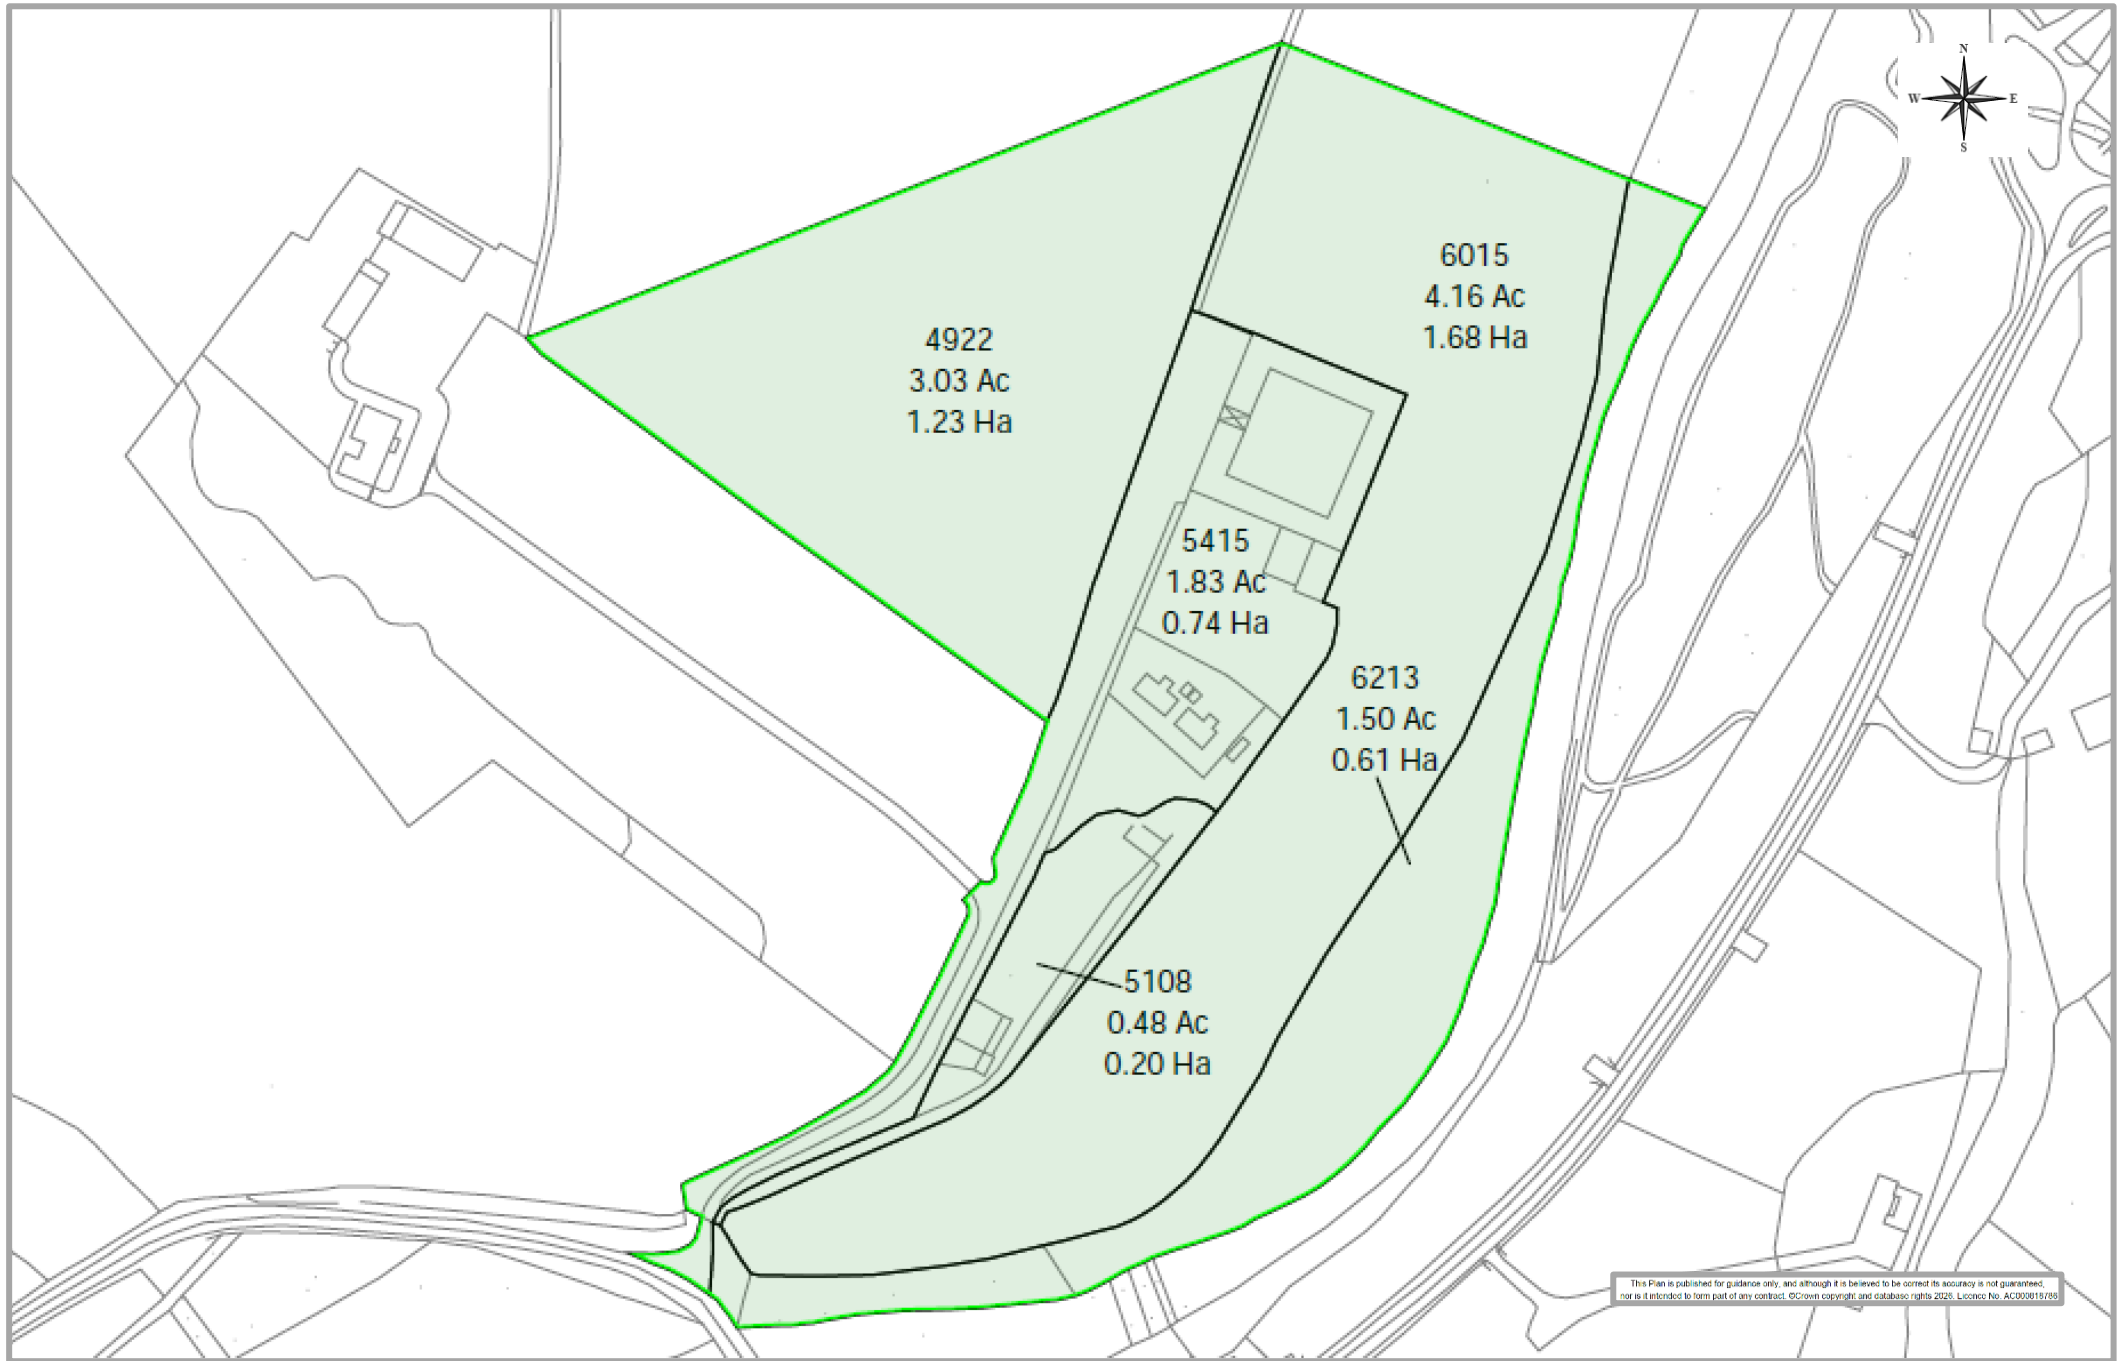 N
W E
S
6015
4.16 Ac
1.68 Ha
4922
3.03 Ac
1.23 Ha
5415
1.83 Ac
0.74 Ha
6213
1.50 Ac
0.61 Ha
5108
0.48 Ac
0.20 Ha
This Plan is published for guidance only, and although it is believed to be correct its accuracy is not guaranteed,
nor is it intended to form part of any contract. ©Crown copyright and database rights 2026. Licence No. AC000818786